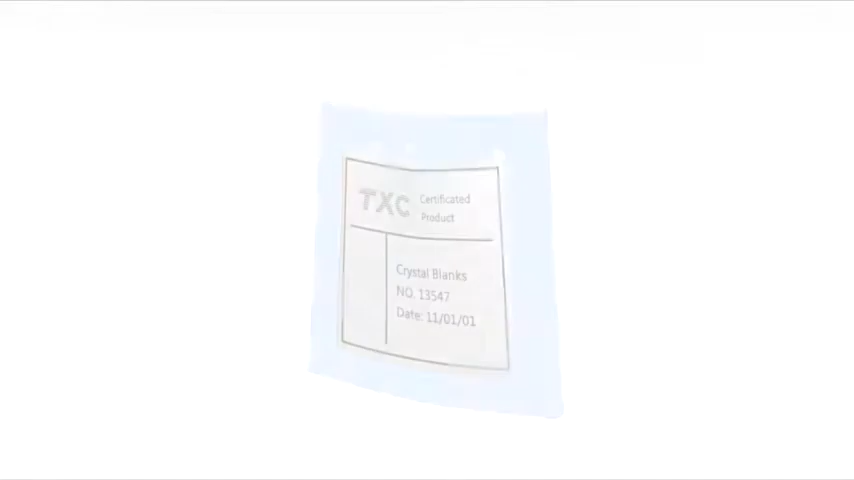 TXC Certificated
Product
Crystal Blanks
NO. 13547
Date: 11/01/01